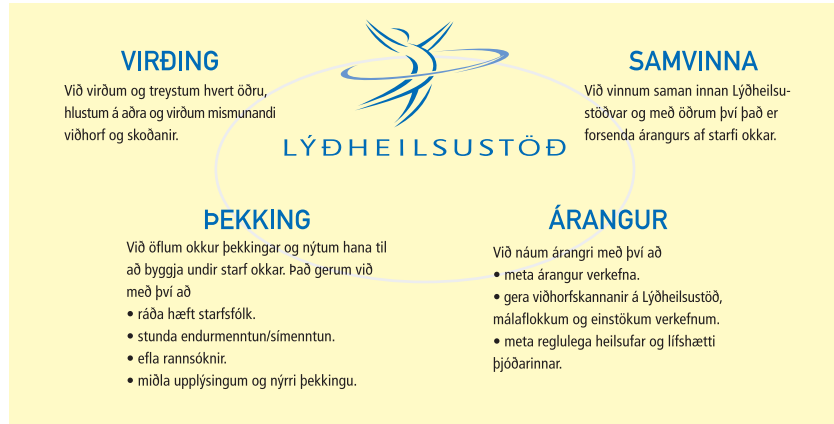 VIRÐING
Við virðum og treystum hvert öðru,
hlustum á aðra og virðum mismunandi
viðhorf og skoðanir.
LÝÐHEILSUSTÖÐ
SAMVINNA
Við vinnum saman innan Lýðheilsu-
stöðvar og með öðrum því það er
forsenda árangurs af starfi okkar.
ÞEKKING
Við öflum okkur þekkingar og nýtum hana til
að byggja undir starf okkar. Það gerum við
með því að
• ráða hæft starfsfólk.
• stunda endurmenntun/símenntun.
• efla rannsóknir.
• miðla upplýsingum og nýrri þekkingu.
ÁRANGUR
Við náum árangri með því að
• meta árangur verkefna.
• gera viðhorfskannanir á Lýðheilsustöð,
málaflokkum og einstökum verkefnum.
• meta reglulega heilsufar og lífshætti
þjóðarinnar.